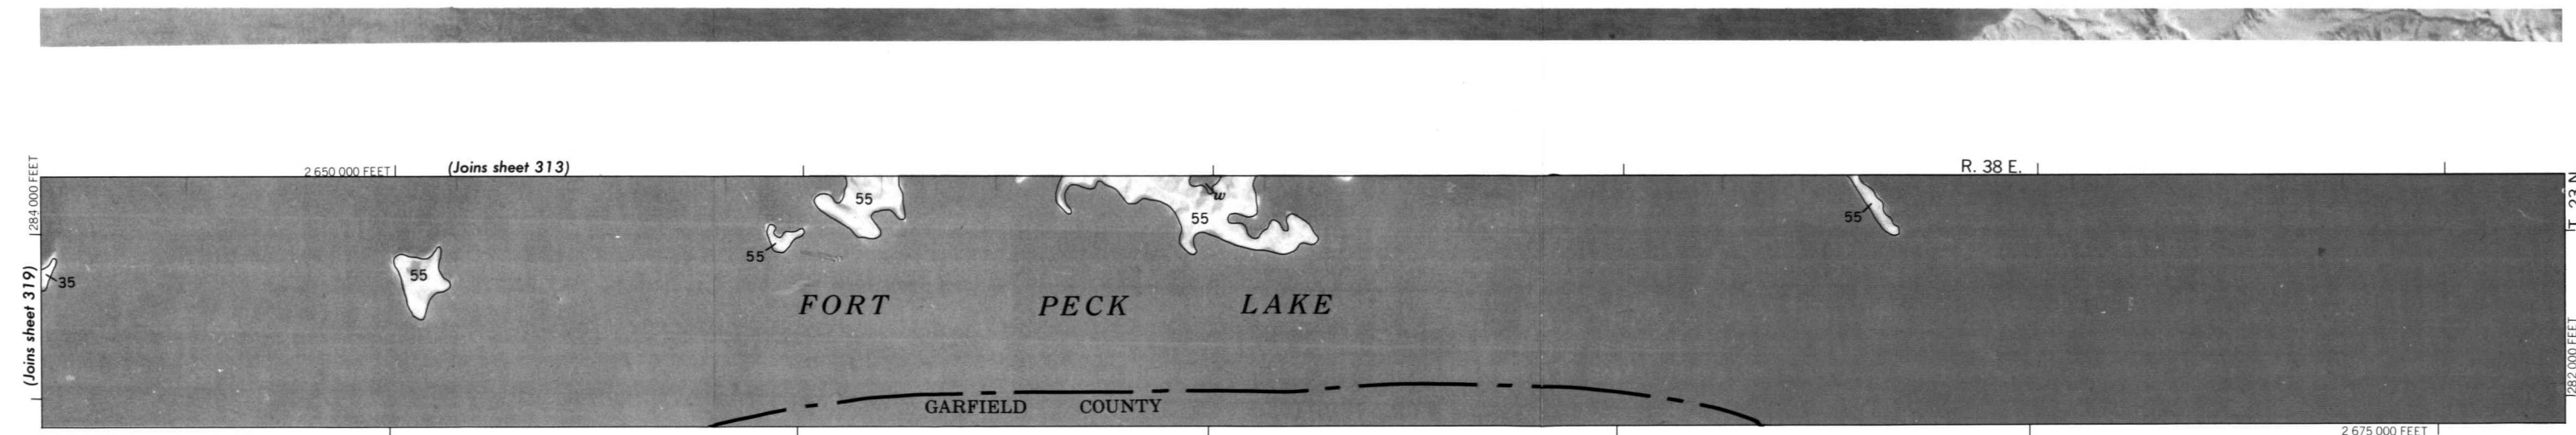 2 650 000 FEET
(Joins sheet 313)
R. 38 E.
284 000 FEET
55
w
55
55
55
55
35
(Joins sheet 319)
FORT PECK LAKE
GARFIELD COUNTY
282 000 FEET
2 675 000 FEET